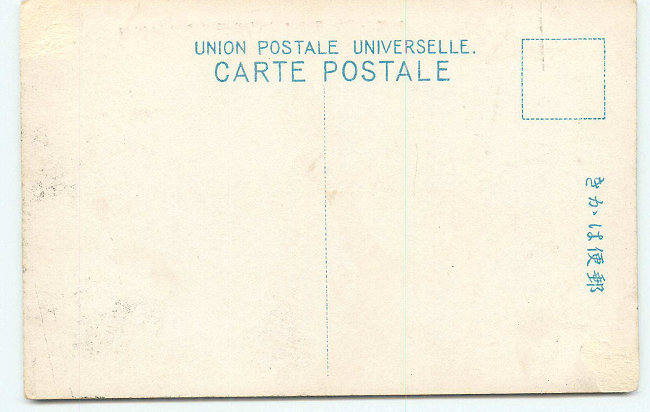 UNION POSTALE UNIVERSELLE.
CARTE POSTALE
郵便はかき